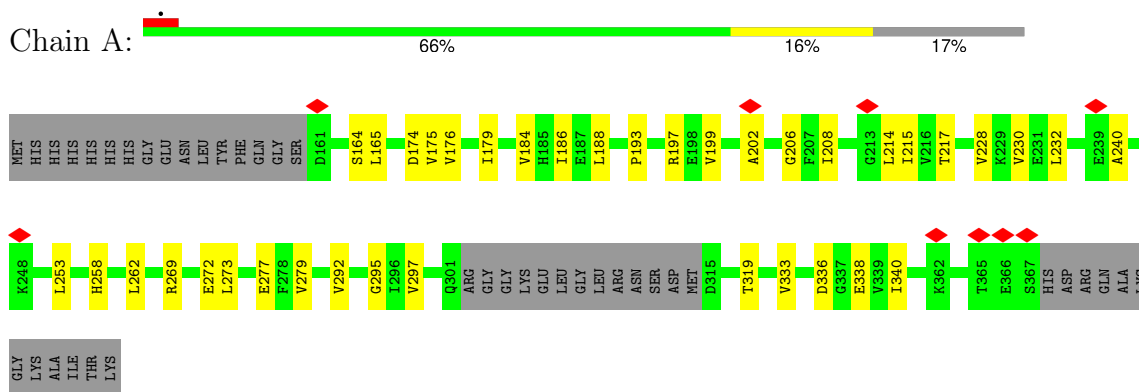 Chain A:
66% 16% 17%
MET HIS HIS HIS HIS HIS HIS GLY GLU ASN LEU TYR PHE GLN GLY SER D161 S164 L165 D174 V175 V176 I179 V184 H185 I186 E187 L188 P193 R197 E198 V199 A202 G206 F207 I208 G213 L214 I215 V216 T217 V228 K229 V230 E231 L232 E239 A240
K248 L253 H258 L262 R269 E272 L273 E277 F278 V279 V292 G295 I296 V297 Q301 ARG GLY GLY LYS GLU LEU GLY LEU ARG ASN SER ASP MET D315 T319 V333 D336 G337 E338 V339 I340 K362 T365 E366 S367 HIS ASP ARG GLN ALA
GLY LYS ALA ILE THR LYS